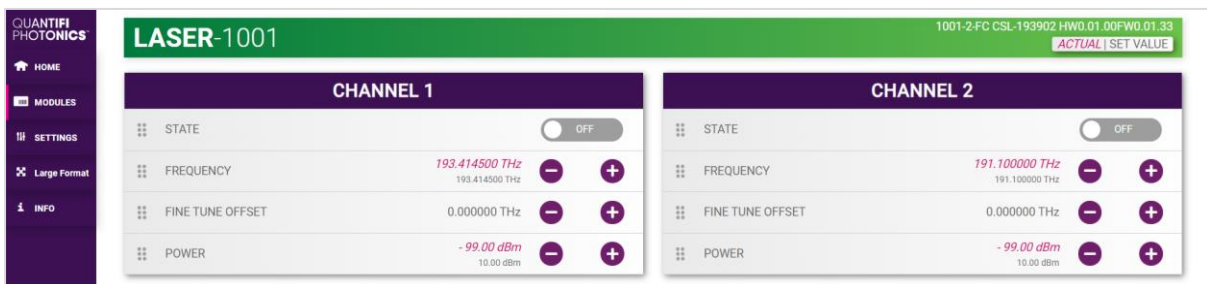 QUANTIFI
PHOTONICS
HOME
MODULES
SETTINGS
Large Format
INFO
LASER-1001
1001-2-FC CSL-193902 HW0.01.00FW0.01.33
ACTUAL | SET VALUE
CHANNEL 1
STATE OFF
FREQUENCY 193.414500 THz
193.414500 THz
FINE TUNE OFFSET 0.000000 THz
POWER - 99.00 dBm
10.00 dBm
CHANNEL 2
STATE OFF
FREQUENCY 191.100000 THz
191.100000 THz
FINE TUNE OFFSET 0.000000 THz
POWER - 99.00 dBm
10.00 dBm